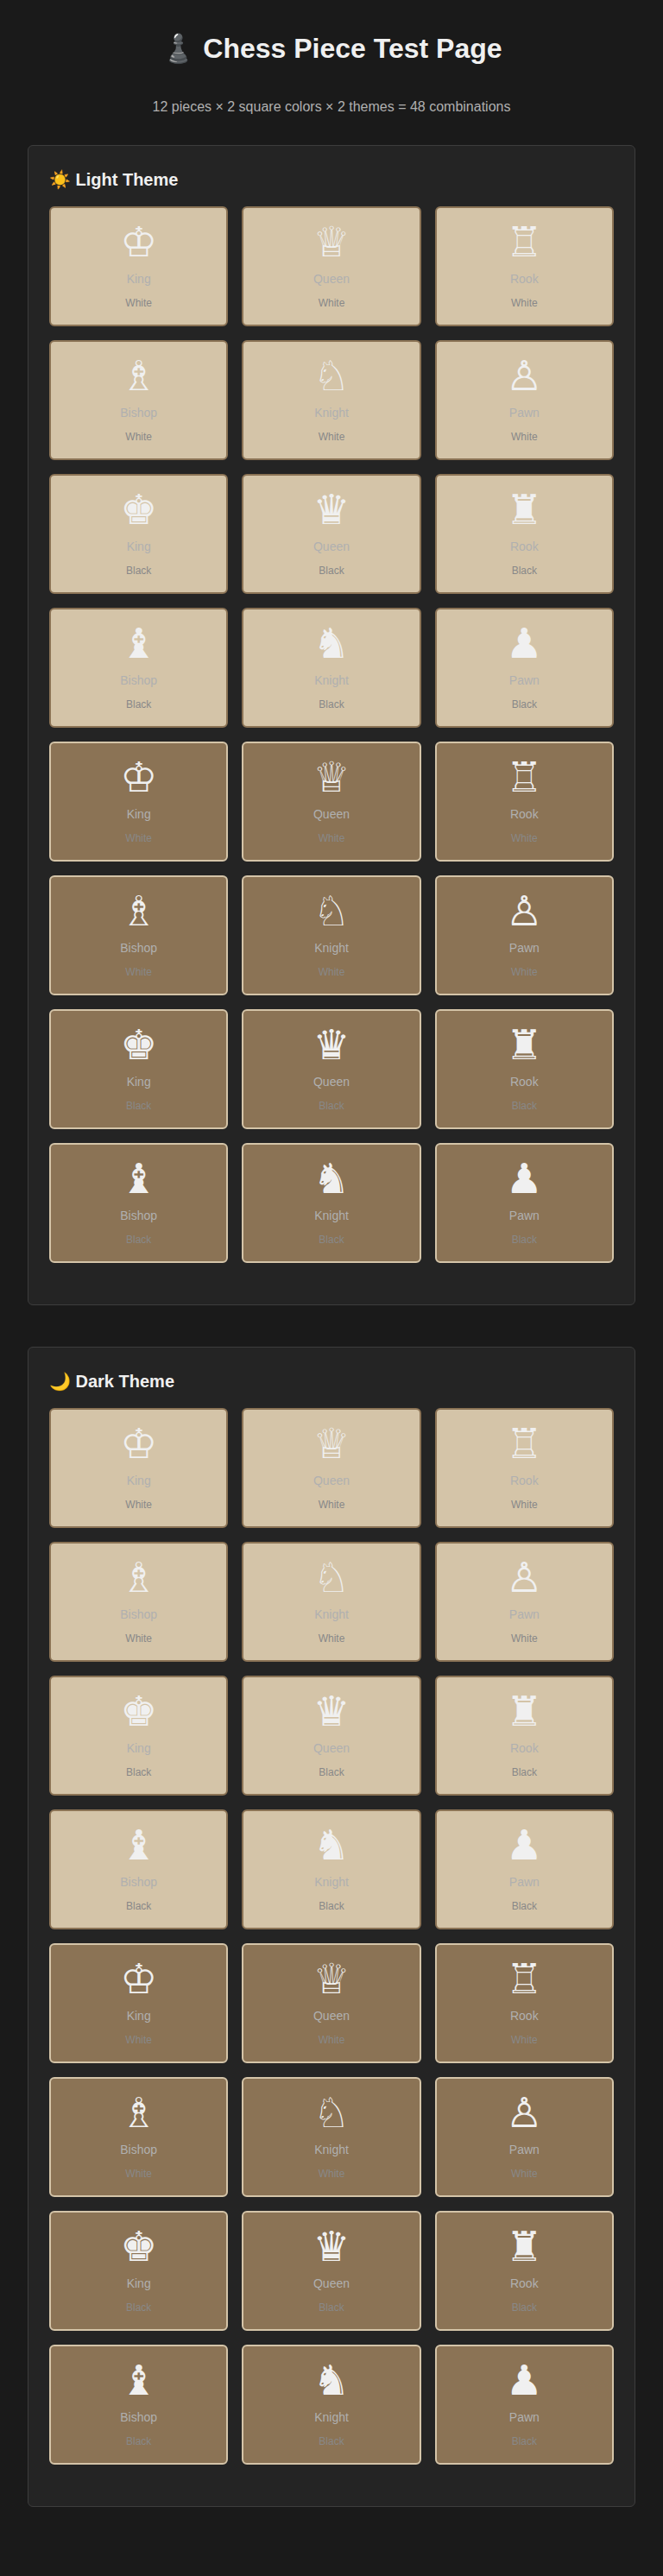 ♟ Chess Piece Test Page
12 pieces × 2 square colors × 2 themes = 48 combinations
☀️ Light Theme
♔ ♕ ♖
King Queen Rook
White White White
♗ ♘ ♙
Bishop Knight Pawn
White White White
♚ ♛ ♜
King Queen Rook
Black Black Black
♝ ♞ ♟
Bishop Knight Pawn
Black Black Black
♔ ♕ ♖
King Queen Rook
White White White
♗ ♘ ♙
Bishop Knight Pawn
White White White
♚ ♛ ♜
King Queen Rook
Black Black Black
♝ ♞ ♟
Bishop Knight Pawn
Black Black Black
🌙 Dark Theme
♔ ♕ ♖
King Queen Rook
White White White
♗ ♘ ♙
Bishop Knight Pawn
White White White
♚ ♛ ♜
King Queen Rook
Black Black Black
♝ ♞ ♟
Bishop Knight Pawn
Black Black Black
♔ ♕ ♖
King Queen Rook
White White White
♗ ♘ ♙
Bishop Knight Pawn
White White White
♚ ♛ ♜
King Queen Rook
Black Black Black
♝ ♞ ♟
Bishop Knight Pawn
Black Black Black